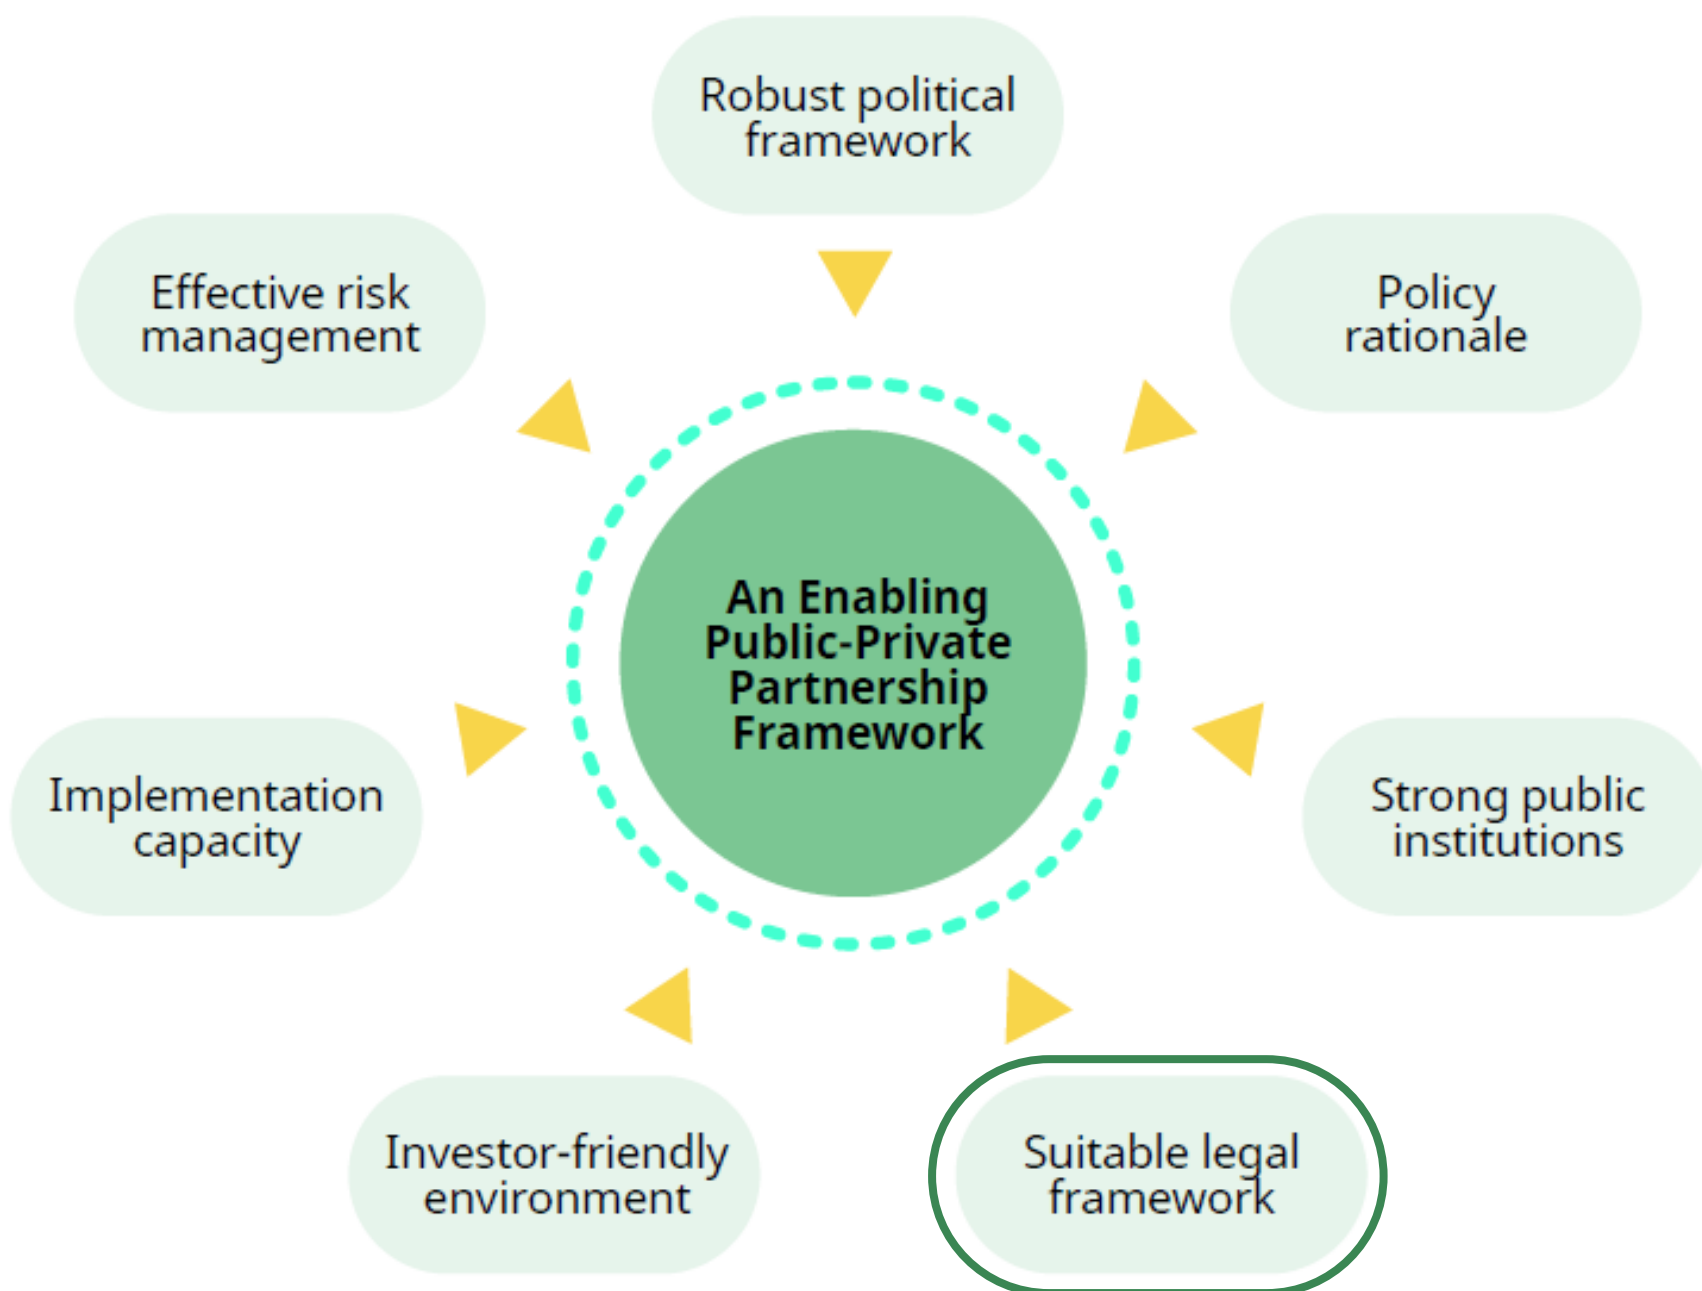 Robust political
framework
Effective risk
management
Policy
rationale
An Enabling
Public-Private
Partnership
Framework
Implementation
capacity
Strong public
institutions
Investor-friendly
environment
Suitable legal
framework